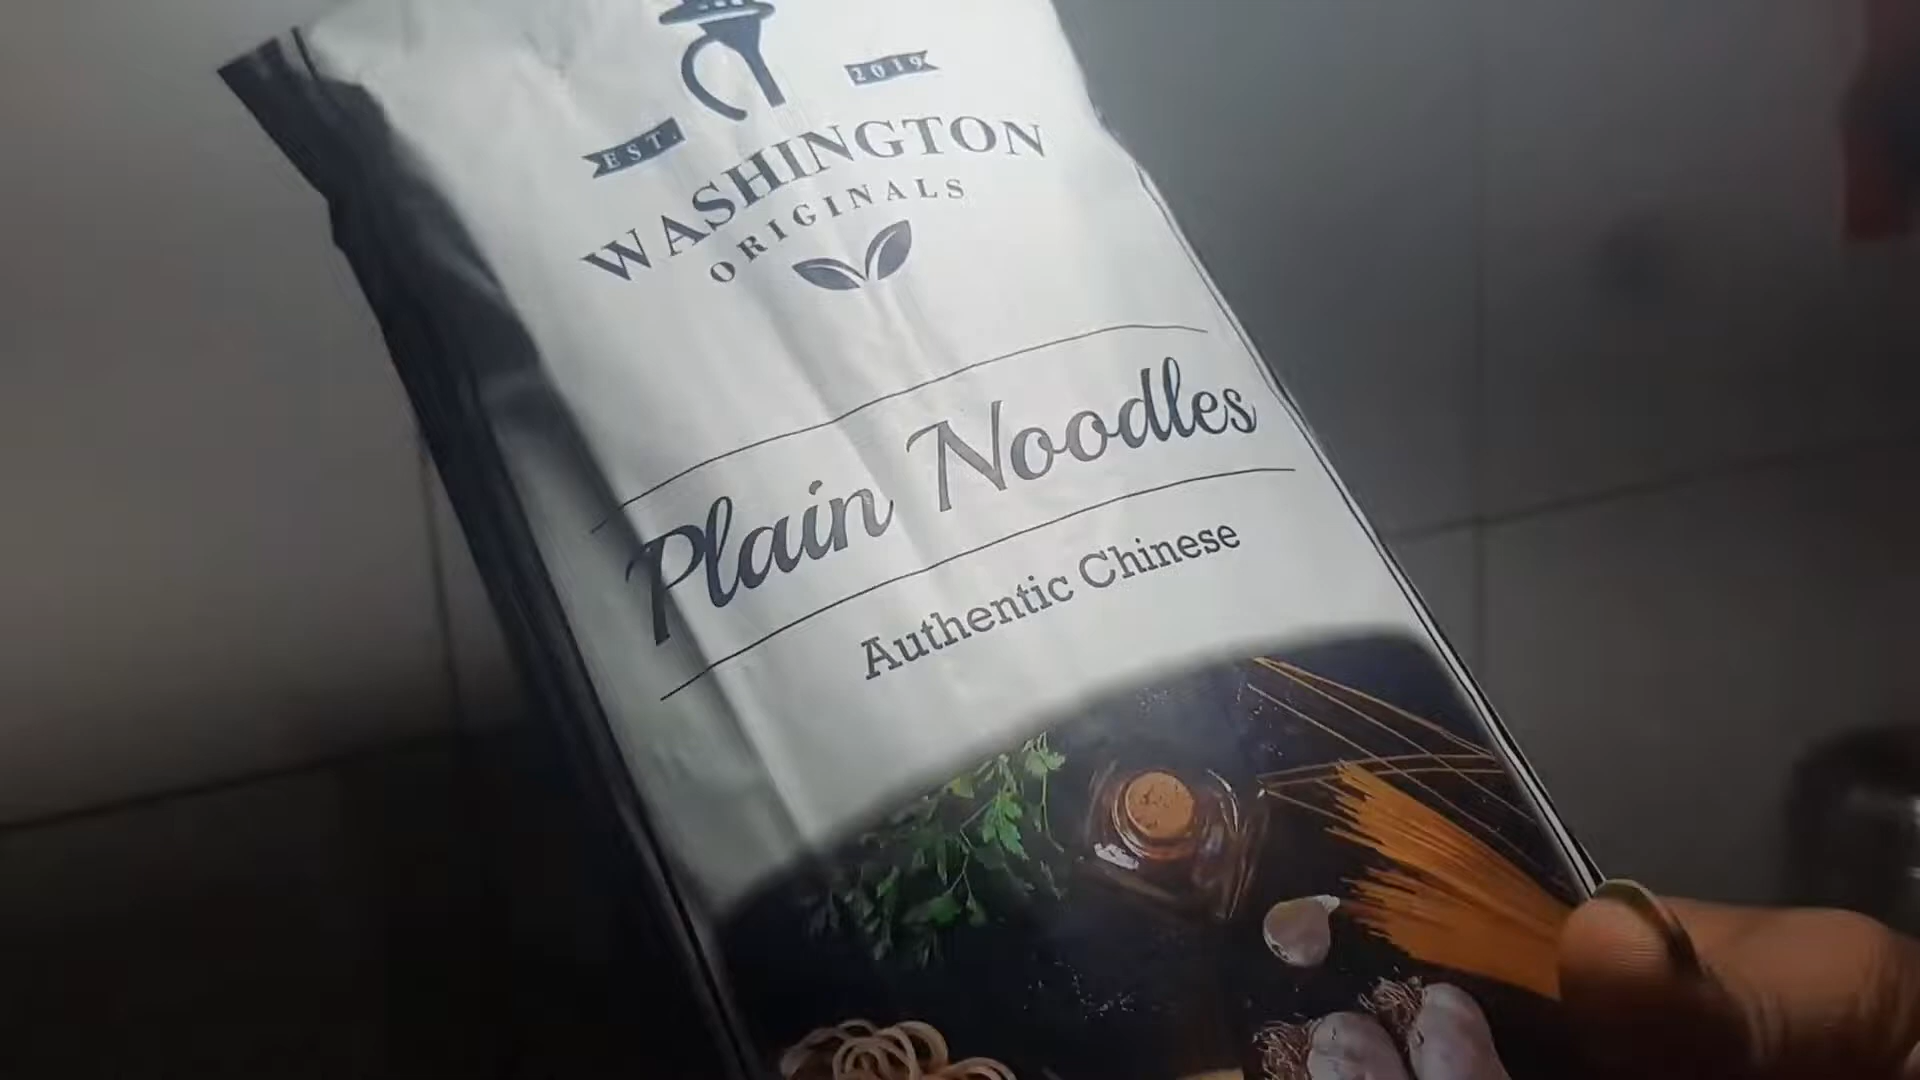 EST. 2019
WASHINGTON
ORIGINALS
Plain Noodles
Authentic Chinese